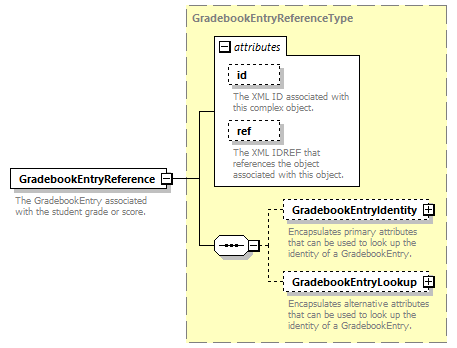 GradebookEntryReferenceType
attributes
id
The XML ID associated with
this complex object.
ref
The XML IDREF that
references the object
associated with this object.
GradebookEntryReference
The GradebookEntry associated
with the student grade or score.
GradebookEntryIdentity
Encapsulates primary attributes
that can be used to look up the
identity of a GradebookEntry.
GradebookEntryLookup
Encapsulates alternative attributes
that can be used to look up the
identity of a GradebookEntry.